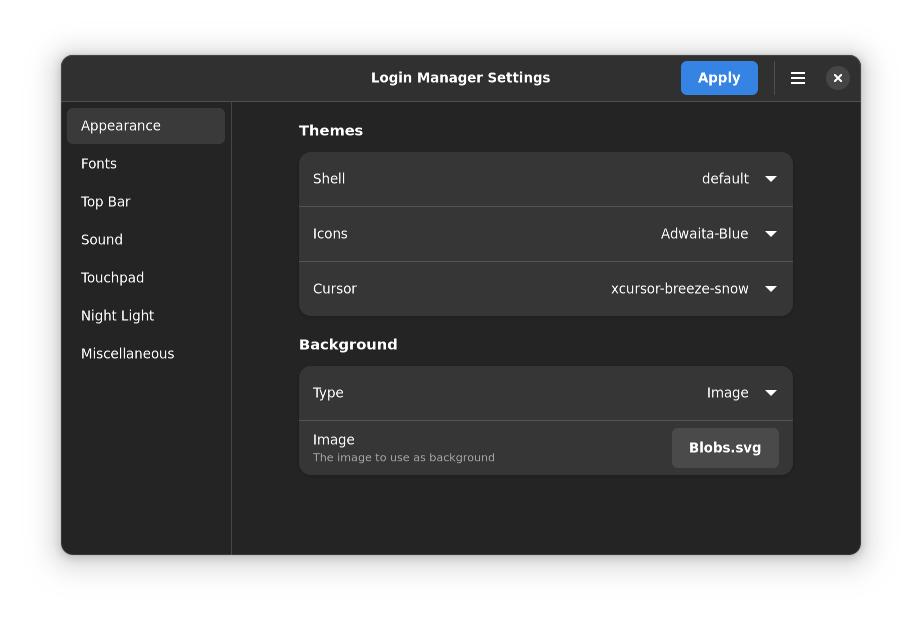 Login Manager Settings
Apply
Appearance
Fonts
Top Bar
Sound
Touchpad
Night Light
Miscellaneous
Themes
Shell default
Icons Adwaita-Blue
Cursor xcursor-breeze-snow
Background
Type Image
Image
The image to use as background
Blobs.svg